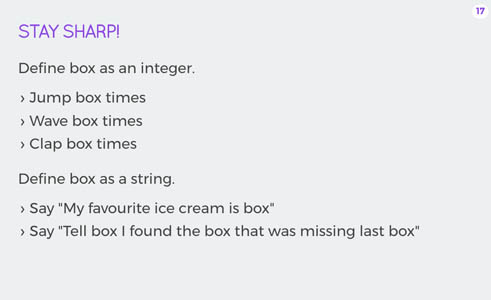 17
STAY SHARP!
Define box as an integer.
› Jump box times
› Wave box times
› Clap box times
Define box as a string.
› Say "My favourite ice cream is box"
› Say "Tell box I found the box that was missing last box"